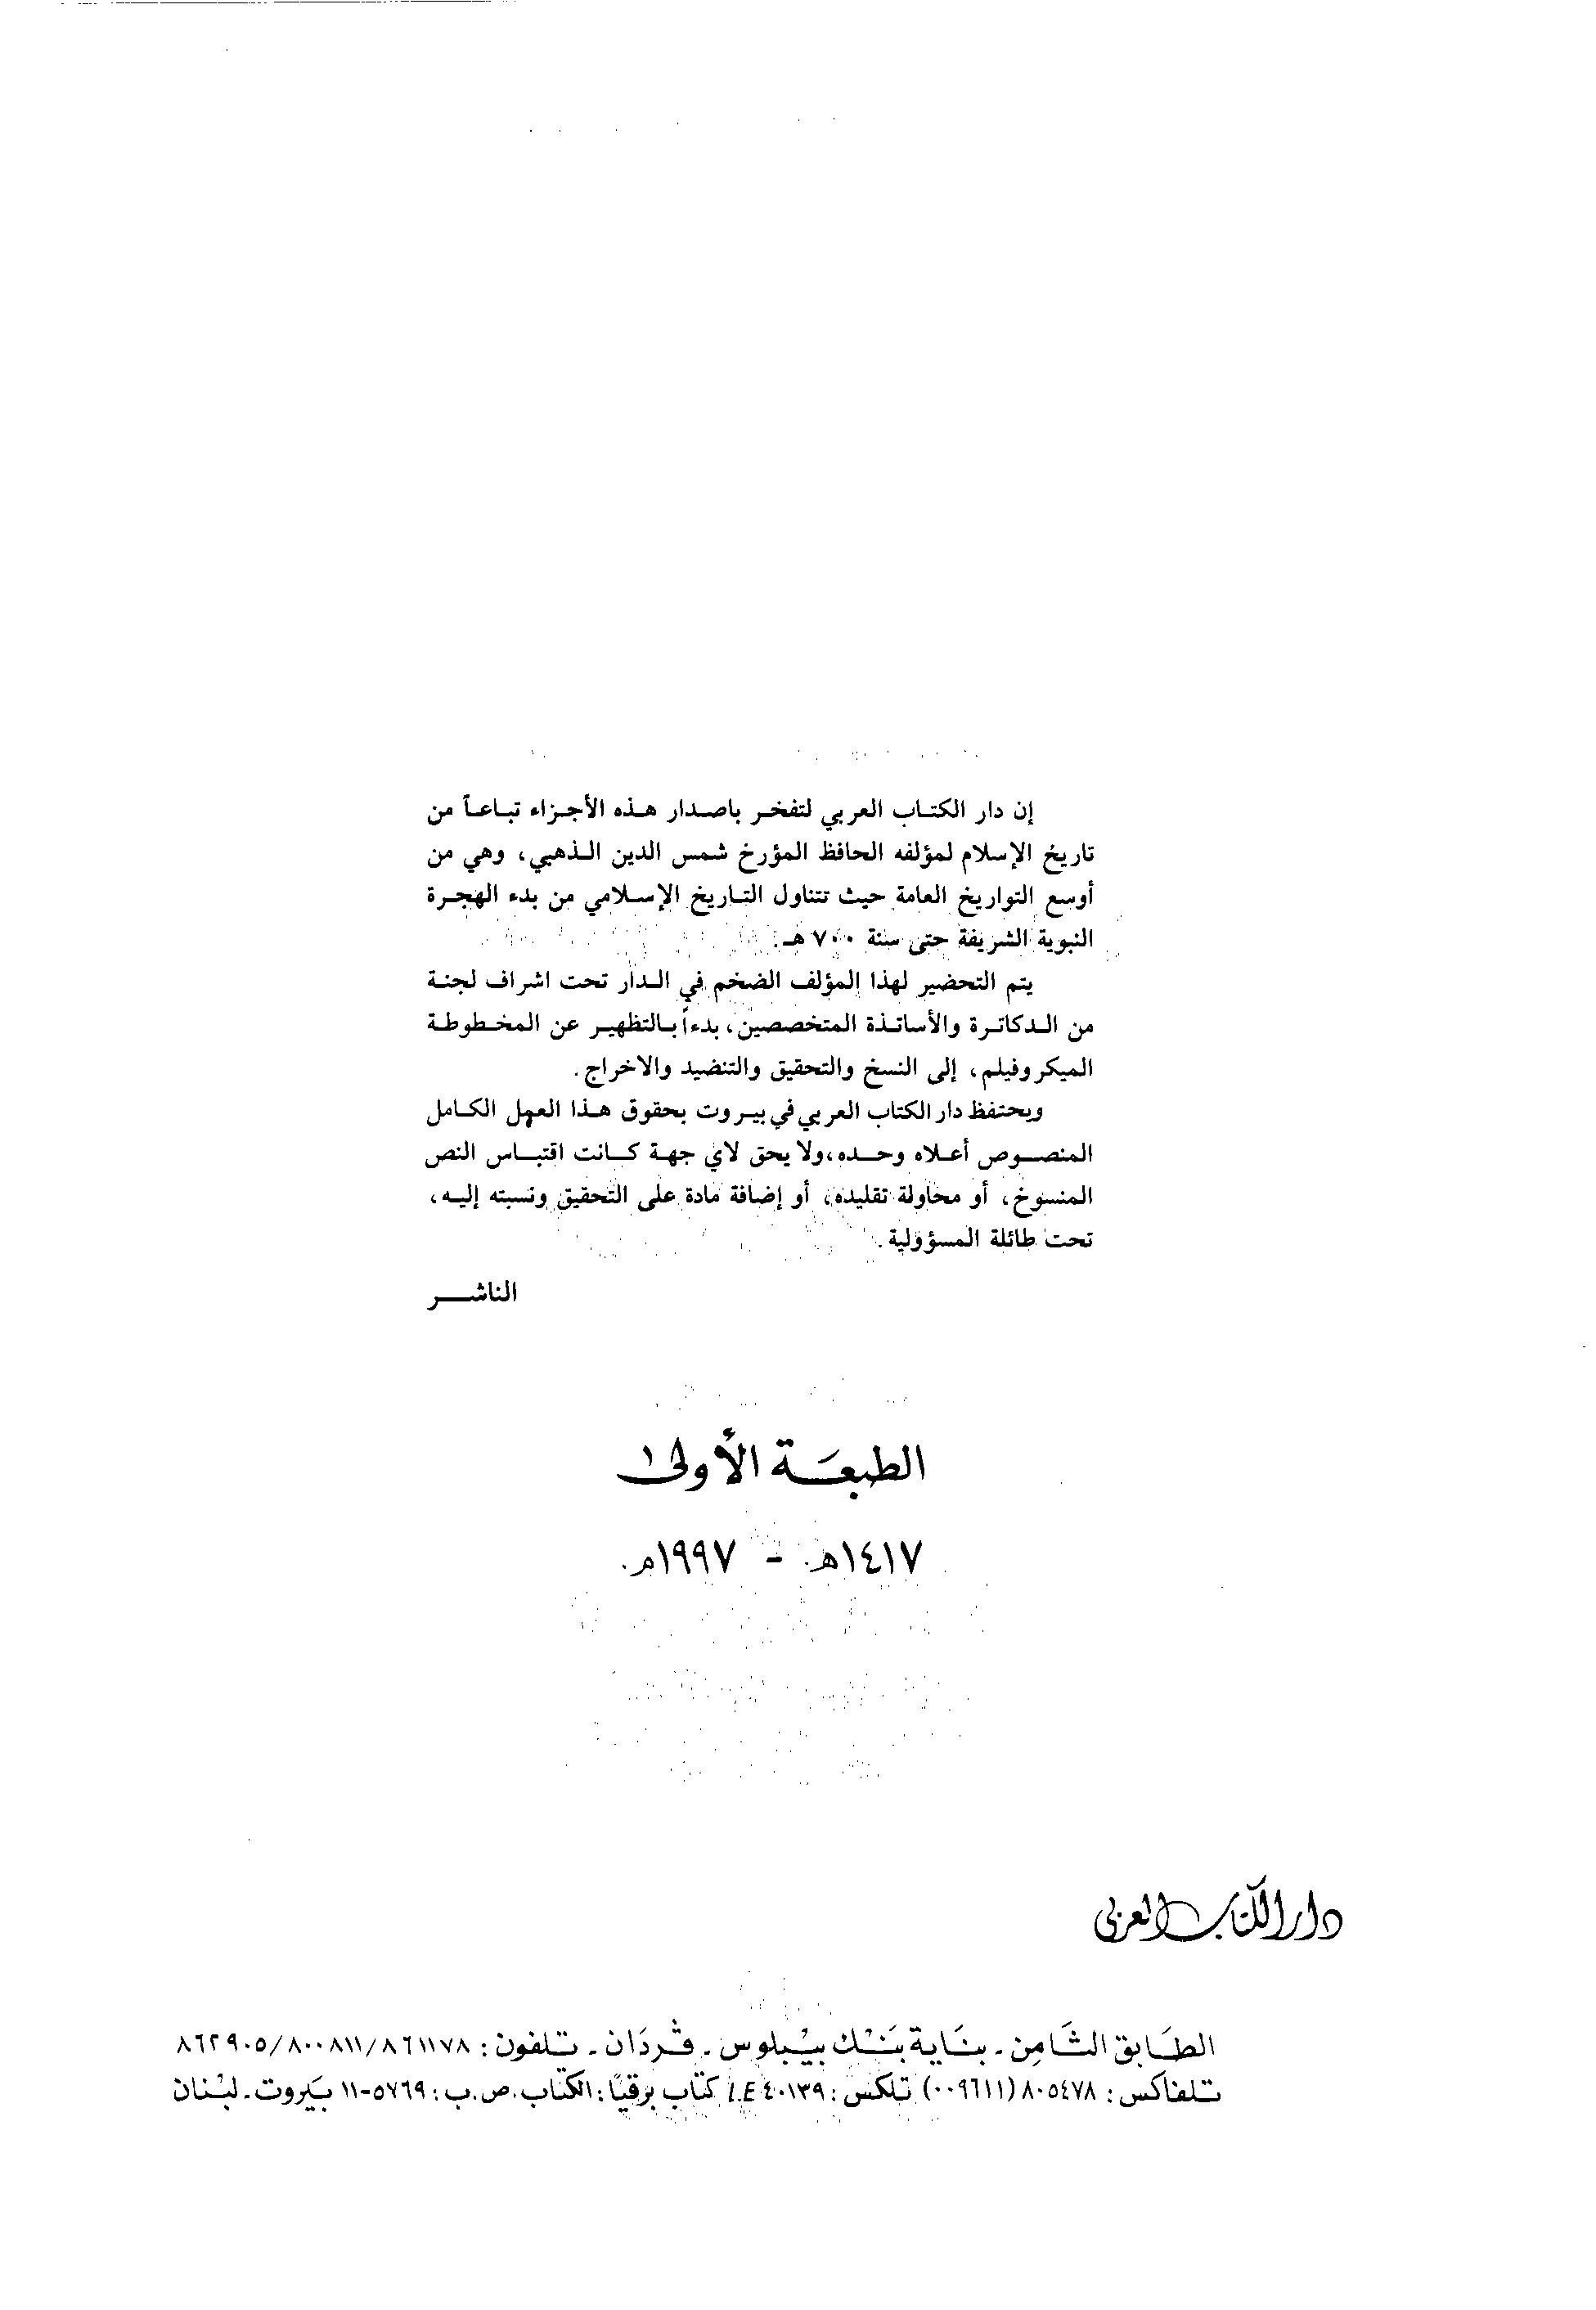 إن دار الكتاب العربي لتفخر باصدار هذه الأجزاء تباعاً من
تاريخ الإسلام لمؤلفه الحافظ المؤرخ شمس الدين الذهبي، وهي من
أوسع التواريخ العامة حيث تتناول التاريخ الإسلامي من بدء الهجرة
النبوية الشريفة حتى سنة ٧٠٠ هـ.
يتم التحضير لهذا المؤلف الضخم في الدار تحت اشراف لجنة
من الدكاترة والأساتذة المتخصصين، بدءاً بالتظهير عن المخطوطة
الميكروفيلم، إلى النسخ والتحقيق والتنضيد والاخراج.
ويحتفظ دار الكتاب العربي في بيروت بحقوق هذا العمل الكامل
المنصوص أعلاه وحده، ولا يحق لاي جهة كانت اقتباس النص
المنسوخ، أو محاولة تقليده، أو إضافة مادة على التحقيق ونسبته إليه،
تحت طائلة المسؤولية.
الناشر
الطبعة الأولى
١٤١٧هـ. - ١٩٩٧م.
دار الكتاب العربي
الطابق الثامن - بناية بنك بيبلوس - ڤردان - تلفون: ٨٦٢٩٠٥/٨٠٠٨١١/٨٦١١٧٨
تلفاكس: ٨٠٥٤٧٨ (٠٠٩٦١١) تلكس: I.E ٤٠١٣٩ كتاب برقيًا: الكتاب. ص.ب: ٥٧٦٩-١١ بيروت - لبنان